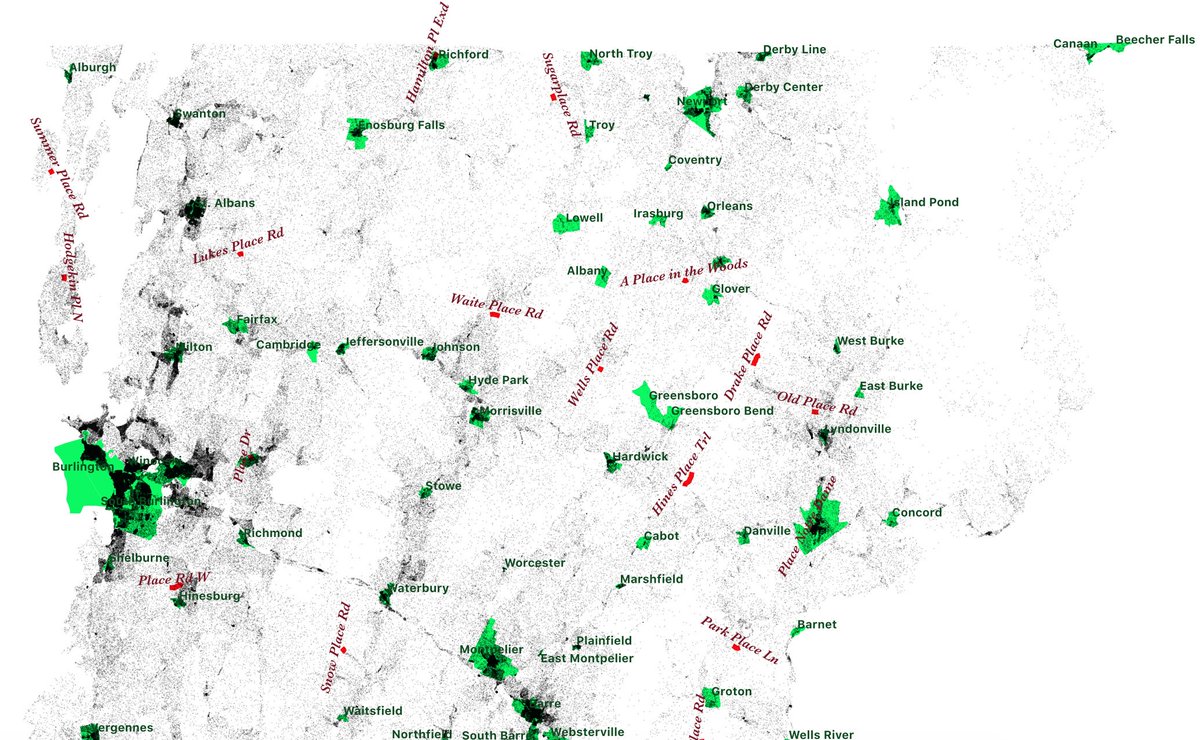 Hamilton Pl Exd
Canaan
Beecher Falls
Alburgh
Richford
North Troy
Derby Line
Sugarplace Rd
Derby Center
Newport
Swanton
Enosburg Falls
Troy
Summer Place Rd
Coventry
St. Albans
Lowell
Irasburg
Orleans
Island Pond
Lukes Place Rd
Hodgekin Pl N
Albany
A Place in the Woods
Glover
Waite Place Rd
Fairfax
Milton
Cambridge
Jeffersonville
Johnson
Wells Place Rd
Drake Place Rd
West Burke
Hyde Park
Greensboro
East Burke
Morrisville
Greensboro Bend
Old Place Rd
Lyndonville
Place Dr
Burlington
Hardwick
Hines Place Trl
Stowe
South Burlington
Concord
Richmond
Cabot
Danville
Shelburne
Worcester
Place Rd W
Marshfield
Hinesburg
Waterbury
Snow Place Rd
Barnet
Park Place Ln
Montpelier
Plainfield
East Montpelier
Groton
Barre
Waitsfield
Vergennes
Northfield
South Barre
Websterville
Wells River